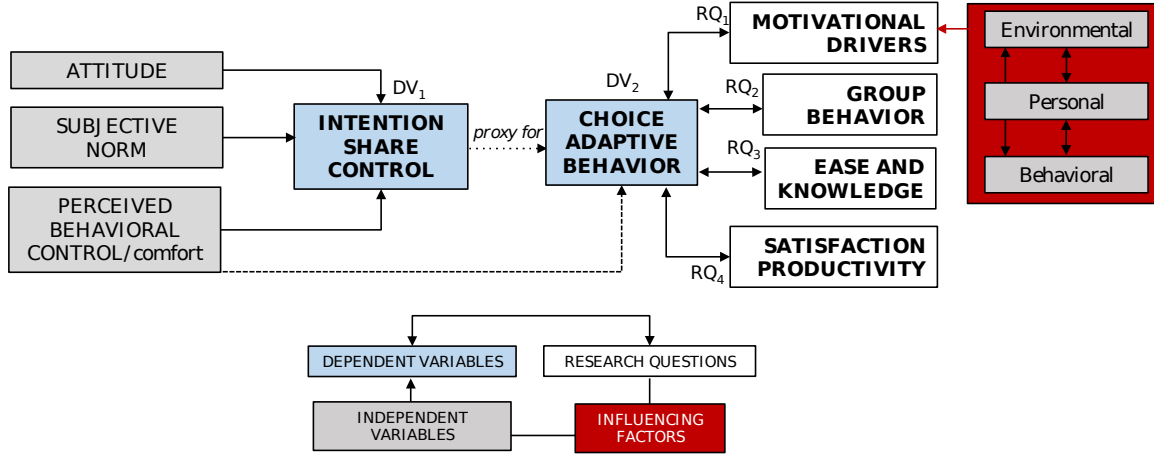 ATTITUDE
SUBJECTIVE
NORM
PERCEIVED
BEHAVIORAL
CONTROL/comfort
DV1
INTENTION
SHARE
CONTROL
proxy for
DV2
CHOICE
ADAPTIVE
BEHAVIOR
RQ1
MOTIVATIONAL
DRIVERS
RQ2
GROUP
BEHAVIOR
RQ3
EASE AND
KNOWLEDGE
RQ4
SATISFACTION
PRODUCTIVITY
Environmental
Personal
Behavioral
DEPENDENT VARIABLES
RESEARCH QUESTIONS
INDEPENDENT
VARIABLES
INFLUENCING
FACTORS